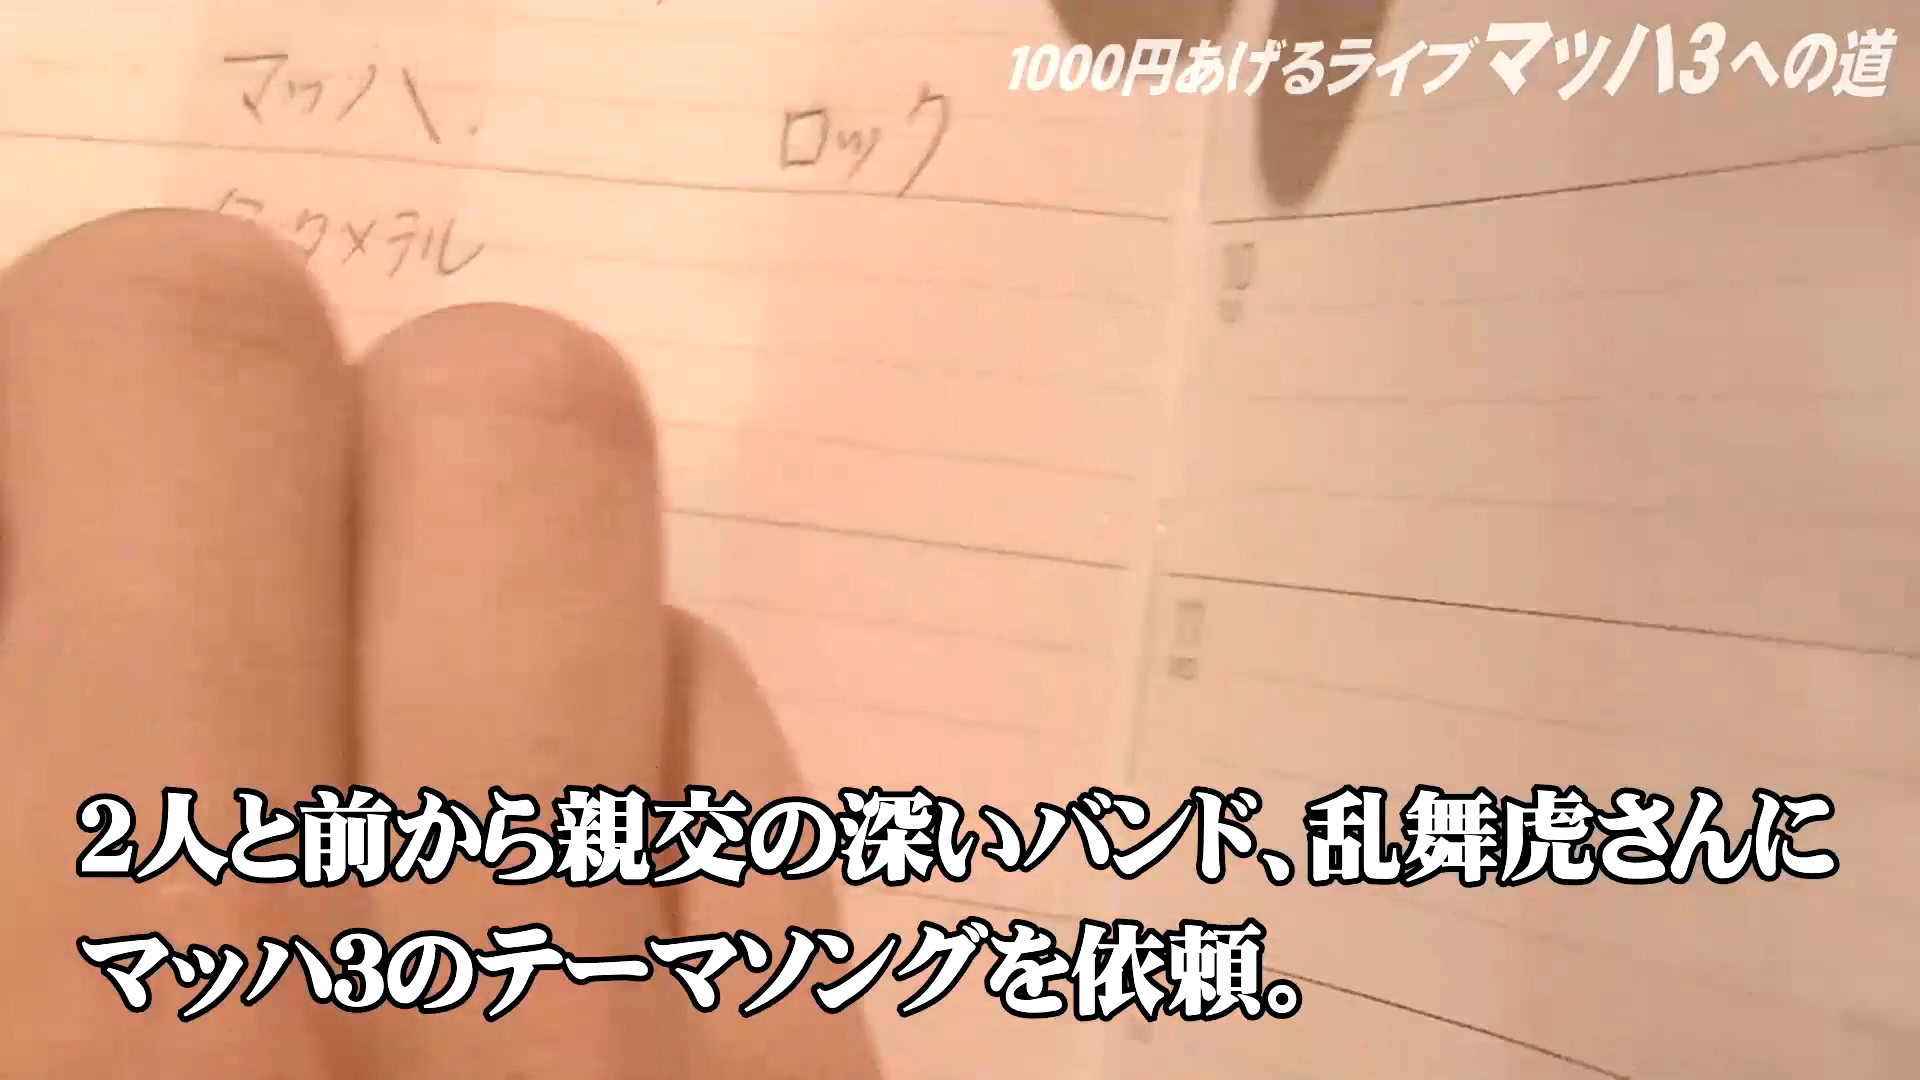 1000円あげるライブマッハ3への道
マッハ.
ロック
クメタル
2人と前から親交の深いバンド、乱舞虎さんに
マッハ3のテーマソングを依頼。